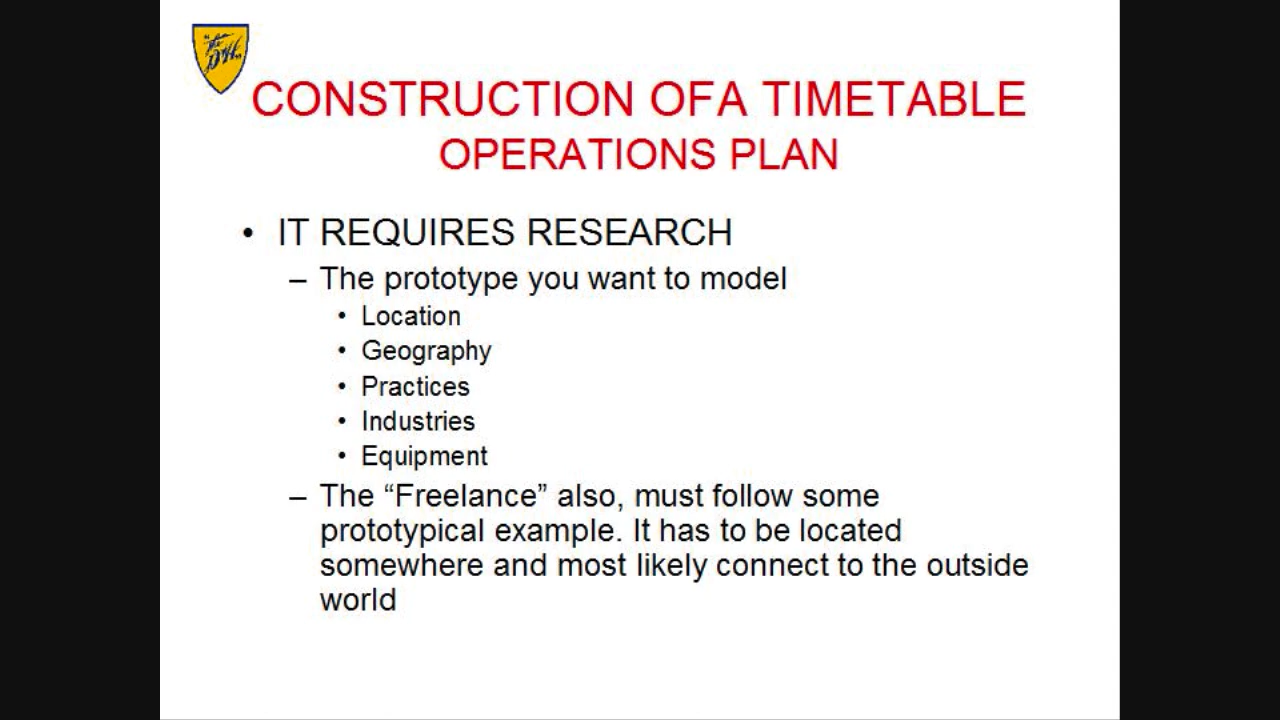 CONSTRUCTION OFA TIMETABLE
OPERATIONS PLAN
• IT REQUIRES RESEARCH
– The prototype you want to model
• Location
• Geography
• Practices
• Industries
• Equipment
– The “Freelance” also, must follow some
prototypical example. It has to be located
somewhere and most likely connect to the outside
world